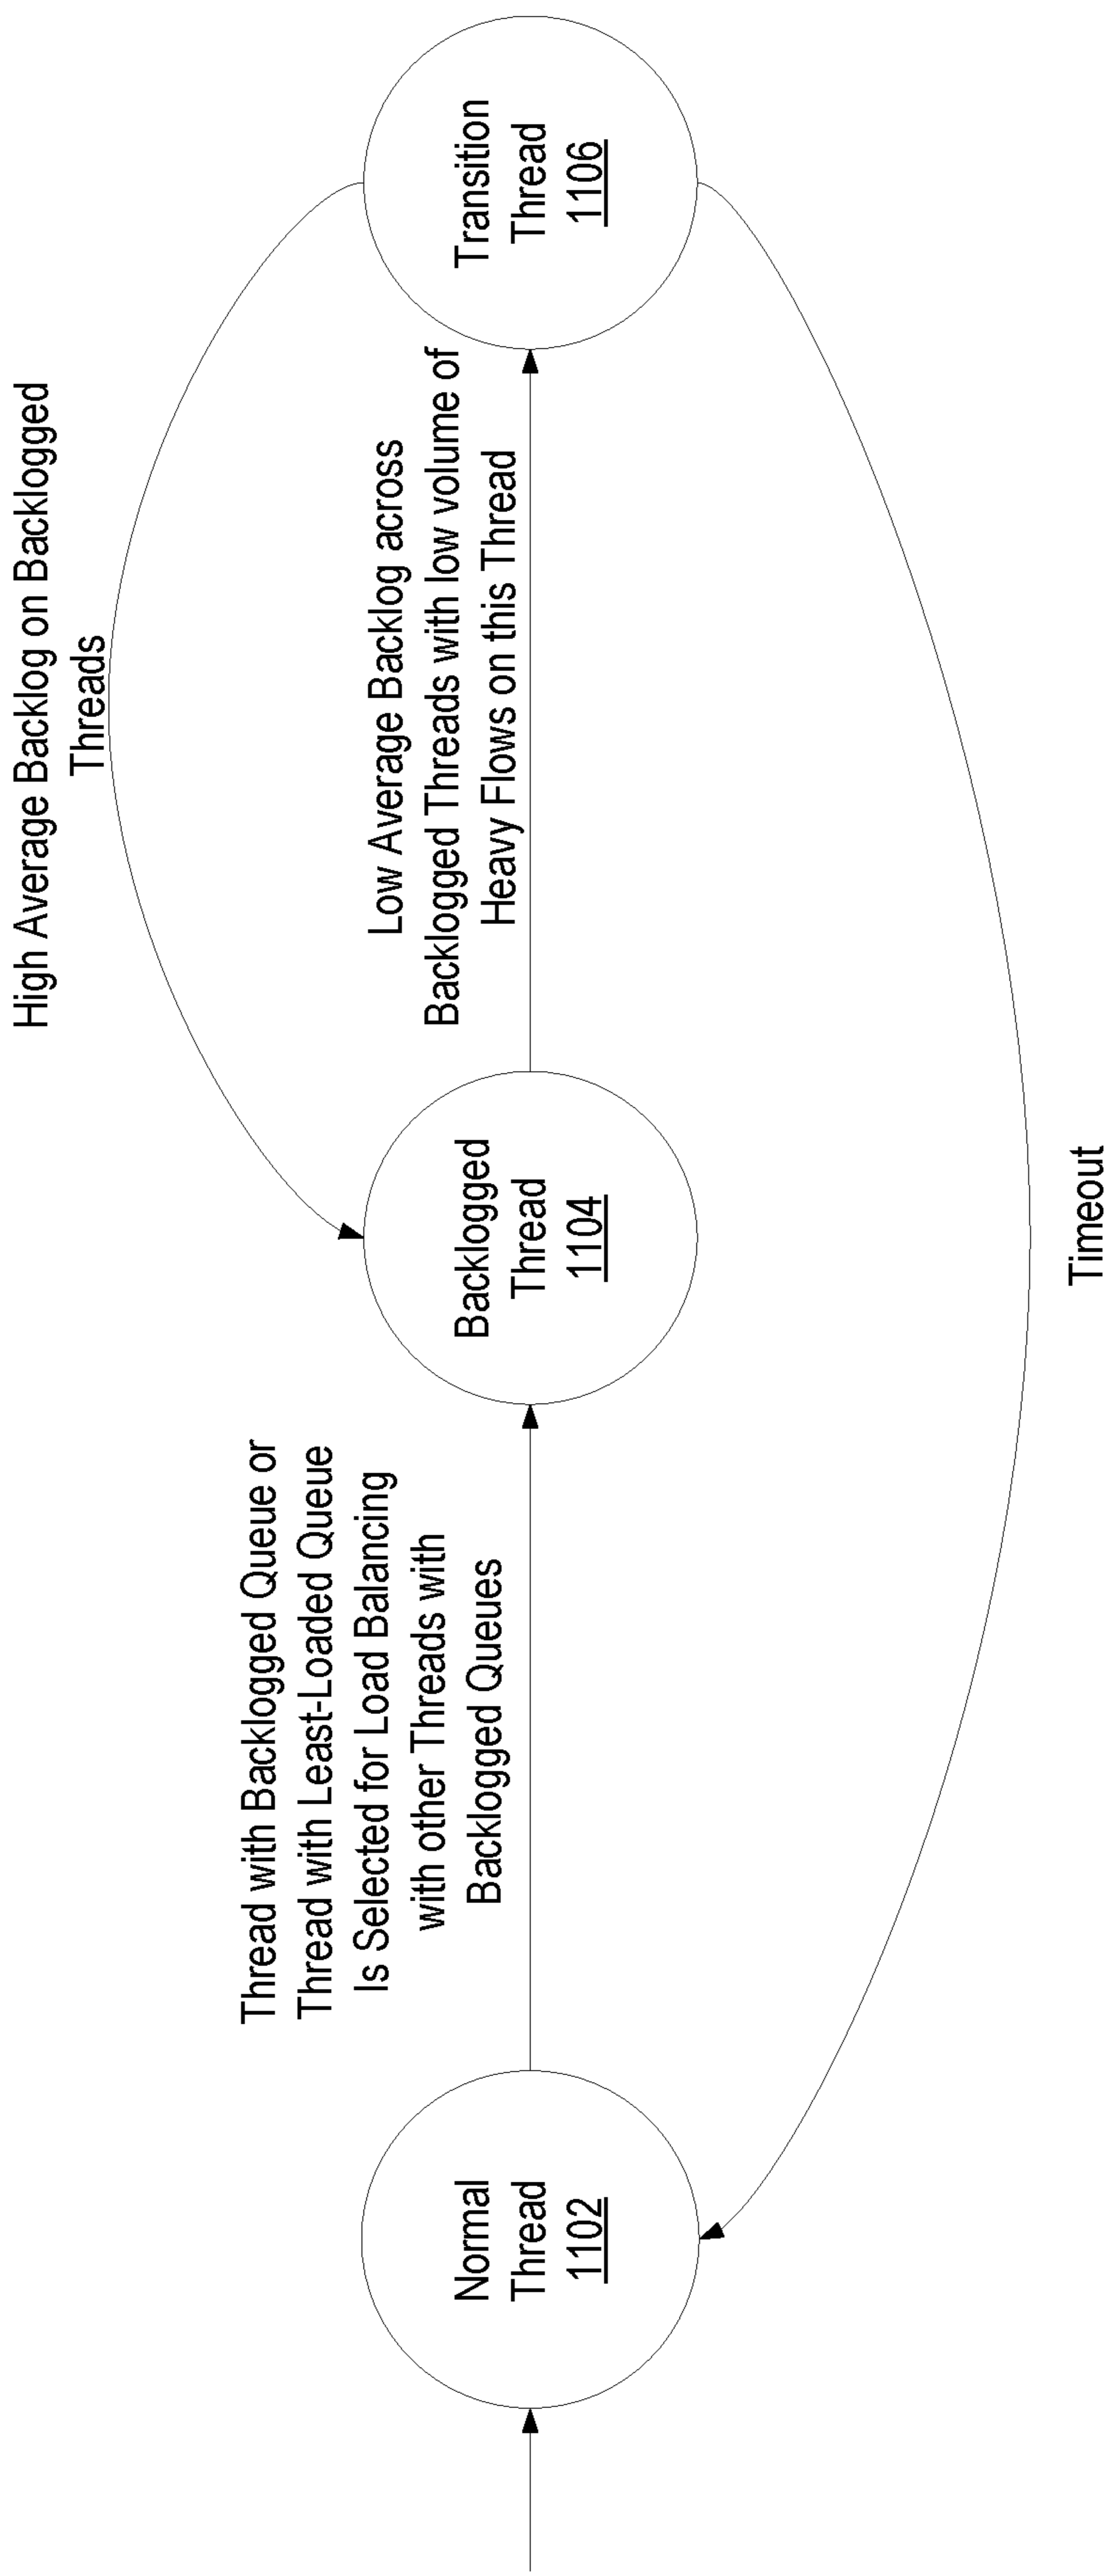 High Average Backlog on Backlogged
Threads
Thread with Backlogged Queue or
Thread with Least-Loaded Queue
Is Selected for Load Balancing
with other Threads with
Backlogged Queues
Low Average Backlog across
Backlogged Threads with low volume of
Heavy Flows on this Thread
Normal
Thread
1102
Backlogged
Thread
1104
Transition
Thread
1106
Timeout